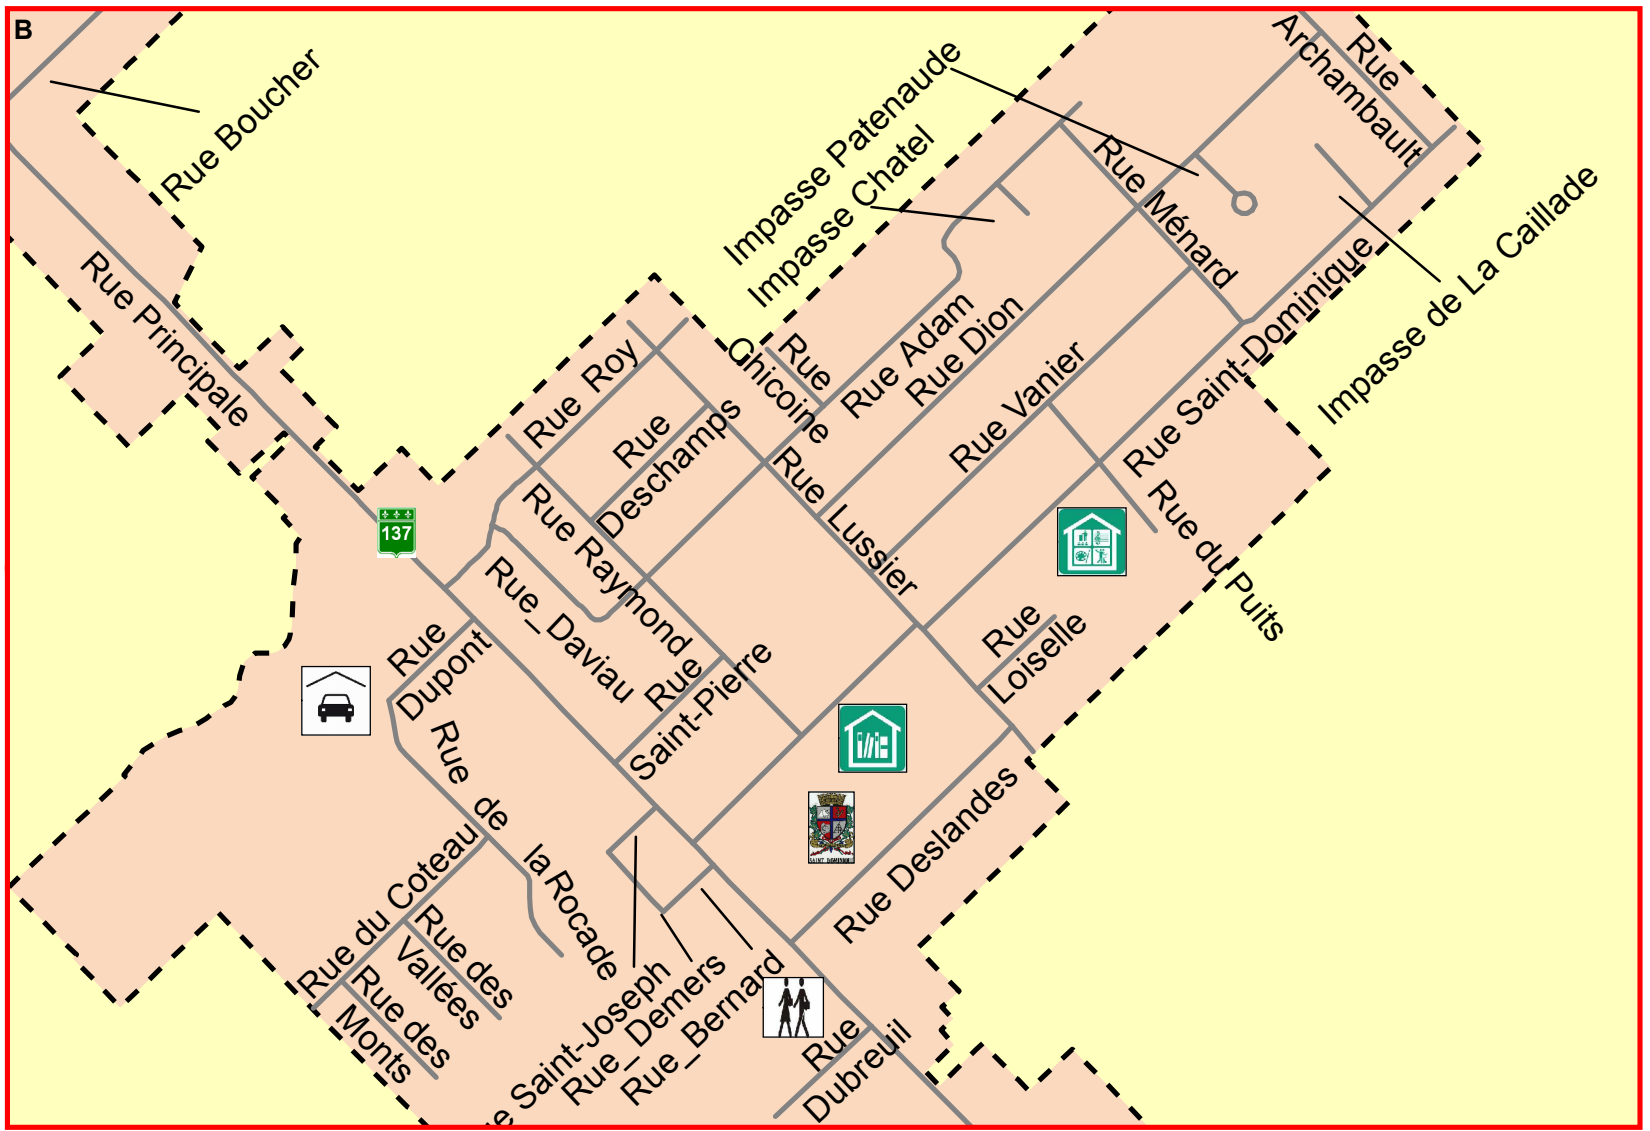 B
Rue Boucher
Rue Principale
137
Impasse Patenaude
Impasse Chatel
Rue
Archambault
Rue Ménard
Impasse de La Caillade
Rue Saint-Dominique
Rue
Chicoine
Rue Adam
Rue Dion
Rue Vanier
Rue Roy
Rue
Deschamps
Rue Lussier
Rue du Puits
Rue Raymond
Rue_Daviau
Rue
Saint-Pierre
Rue
Loiselle
Rue
Dupont
Rue de la Rocade
SAINT DOMINIQUE
Rue Deslandes
Rue du Coteau
Rue des
Vallées
Rue des
Monts
e Saint-Joseph
Rue_Demers
Rue_Bernard
Rue
Dubreuil